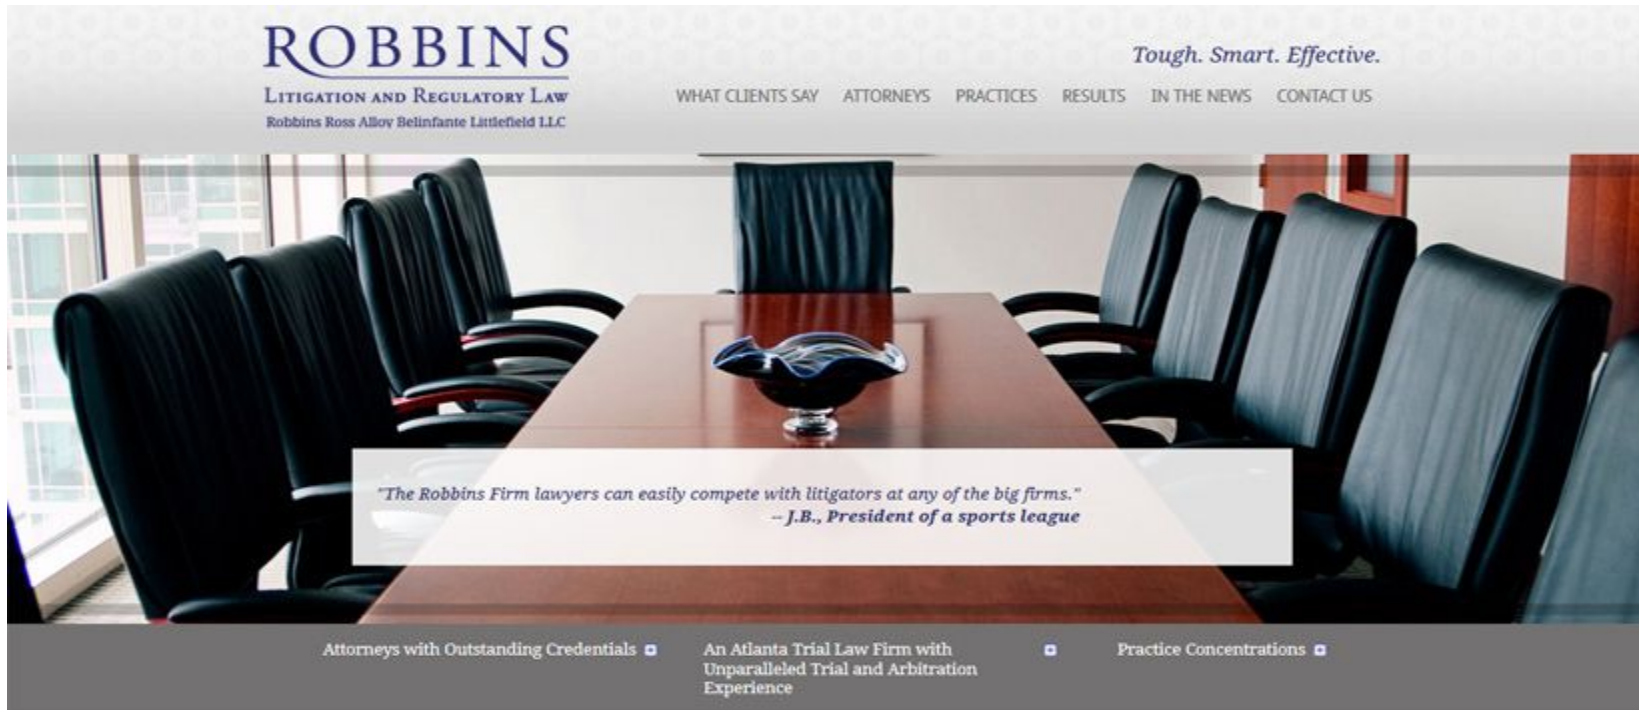 ROBBINS
LITIGATION AND REGULATORY LAW
Robbins Ross Alloy Belinfante Littlefield LLC
Tough. Smart. Effective.
WHAT CLIENTS SAY ATTORNEYS PRACTICES RESULTS IN THE NEWS CONTACT US
"The Robbins Firm lawyers can easily compete with litigators at any of the big firms."
-- J.B., President of a sports league
Attorneys with Outstanding Credentials
An Atlanta Trial Law Firm with
Unparalleled Trial and Arbitration
Experience
Practice Concentrations